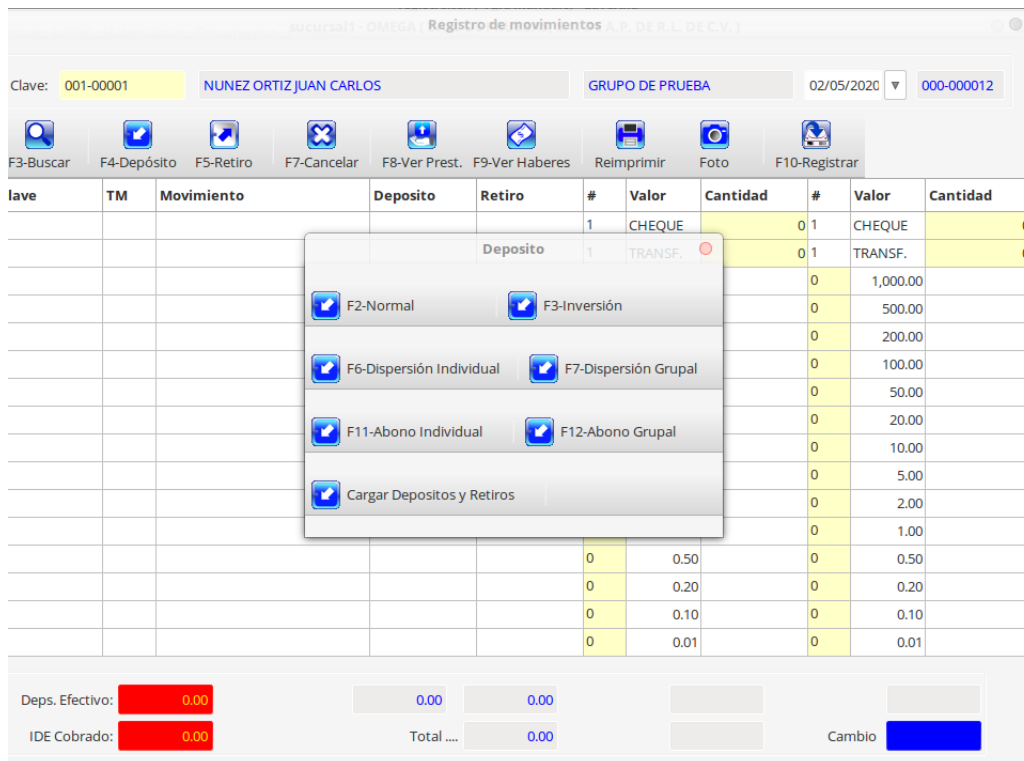 Registro de movimientos
sucursal1 - OMEGA ( A.P. DE R.L. DE C.V. )
Clave: 001-00001 NUNEZ ORTIZ JUAN CARLOS GRUPO DE PRUEBA 02/05/2020 000-000012
F3-Buscar F4-Depósito F5-Retiro F7-Cancelar F8-Ver Prest. F9-Ver Haberes Reimprimir Foto F10-Registrar
lave TM Movimiento Deposito Retiro # Valor Cantidad # Valor Cantidad
1 CHEQUE 0 1 CHEQUE 0
Deposito
1 TRANSF. 0 1 TRANSF. 0
0 1,000.00
F2-Normal F3-Inversión
0 500.00
0 200.00
F6-Dispersión Individual F7-Dispersión Grupal
0 100.00
0 50.00
F11-Abono Individual F12-Abono Grupal
0 20.00
0 10.00
0 5.00
Cargar Depositos y Retiros
0 2.00
0 1.00
0 0.50 0 0.50
0 0.20 0 0.20
0 0.10 0 0.10
0 0.01 0 0.01
Deps. Efectivo: 0.00 0.00 0.00
IDE Cobrado: 0.00 Total .... 0.00 Cambio